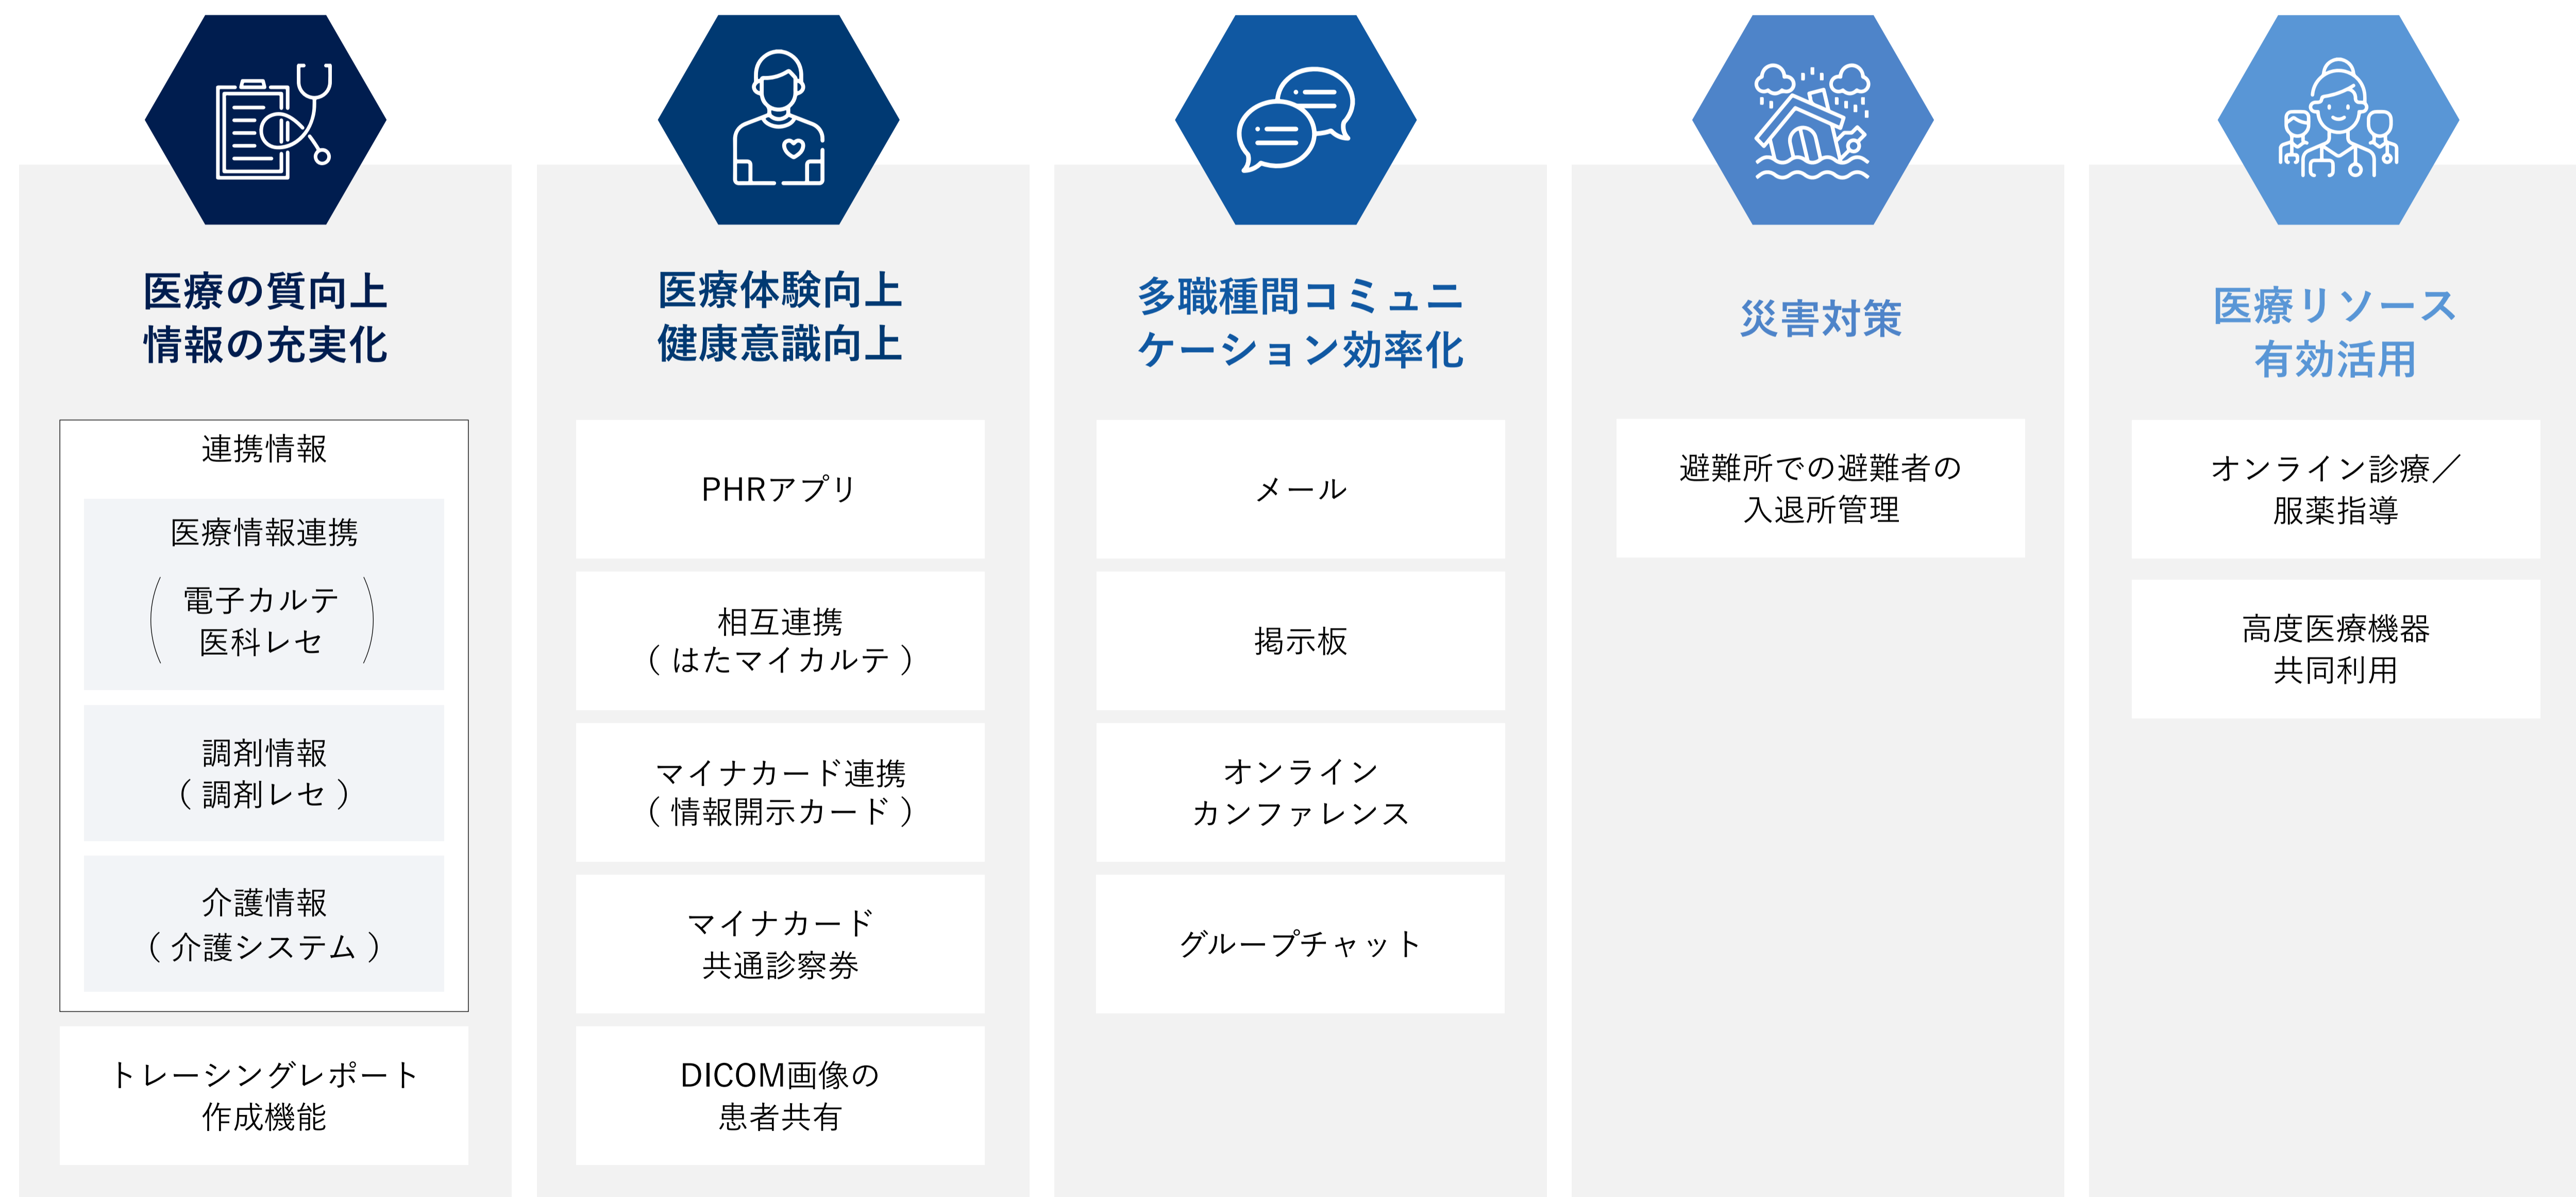 医療の質向上
情報の充実化
連携情報
医療情報連携
( 電子カルテ
医科レセ )
調剤情報
( 調剤レセ )
介護情報
( 介護システム )
トレーシングレポート
作成機能
医療体験向上
健康意識向上
PHRアプリ
相互連携
( はたマイカルテ )
マイナカード連携
( 情報開示カード )
マイナカード
共通診察券
DICOM画像の
患者共有
多職種間コミュニ
ケーション効率化
メール
掲示板
オンライン
カンファレンス
グループチャット
災害対策
避難所での避難者の
入退所管理
医療リソース
有効活用
オンライン診療／
服薬指導
高度医療機器
共同利用